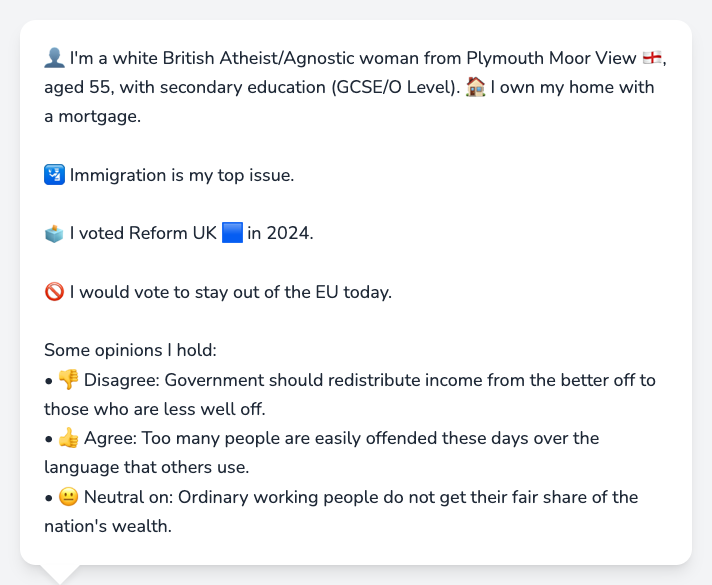 👤 I'm a white British Atheist/Agnostic woman from Plymouth Moor View 🏴󠁧󠁢󠁥󠁮󠁧󠁿,
aged 55, with secondary education (GCSE/O Level). 🏠 I own my home with
a mortgage.
🛂 Immigration is my top issue.
🗳️ I voted Reform UK 🟦 in 2024.
🚫 I would vote to stay out of the EU today.
Some opinions I hold:
• 👎 Disagree: Government should redistribute income from the better off to
those who are less well off.
• 👍 Agree: Too many people are easily offended these days over the
language that others use.
• 😐 Neutral on: Ordinary working people do not get their fair share of the
nation's wealth.